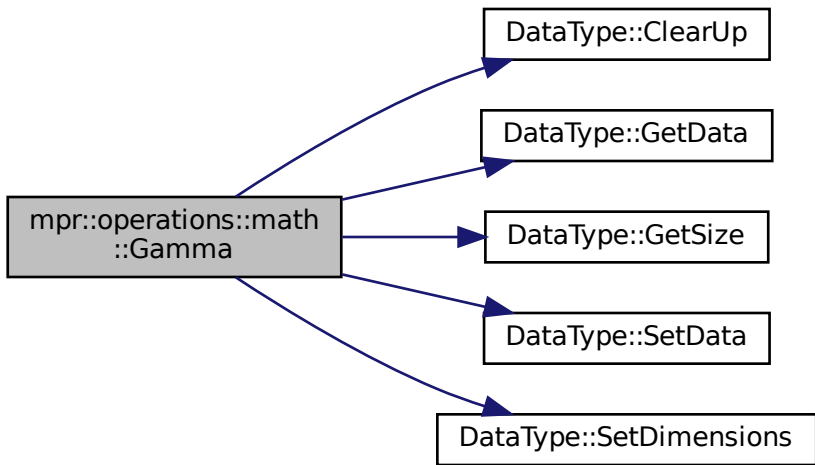 mpr::operations::math
::Gamma
DataType::ClearUp
DataType::GetData
DataType::GetSize
DataType::SetData
DataType::SetDimensions